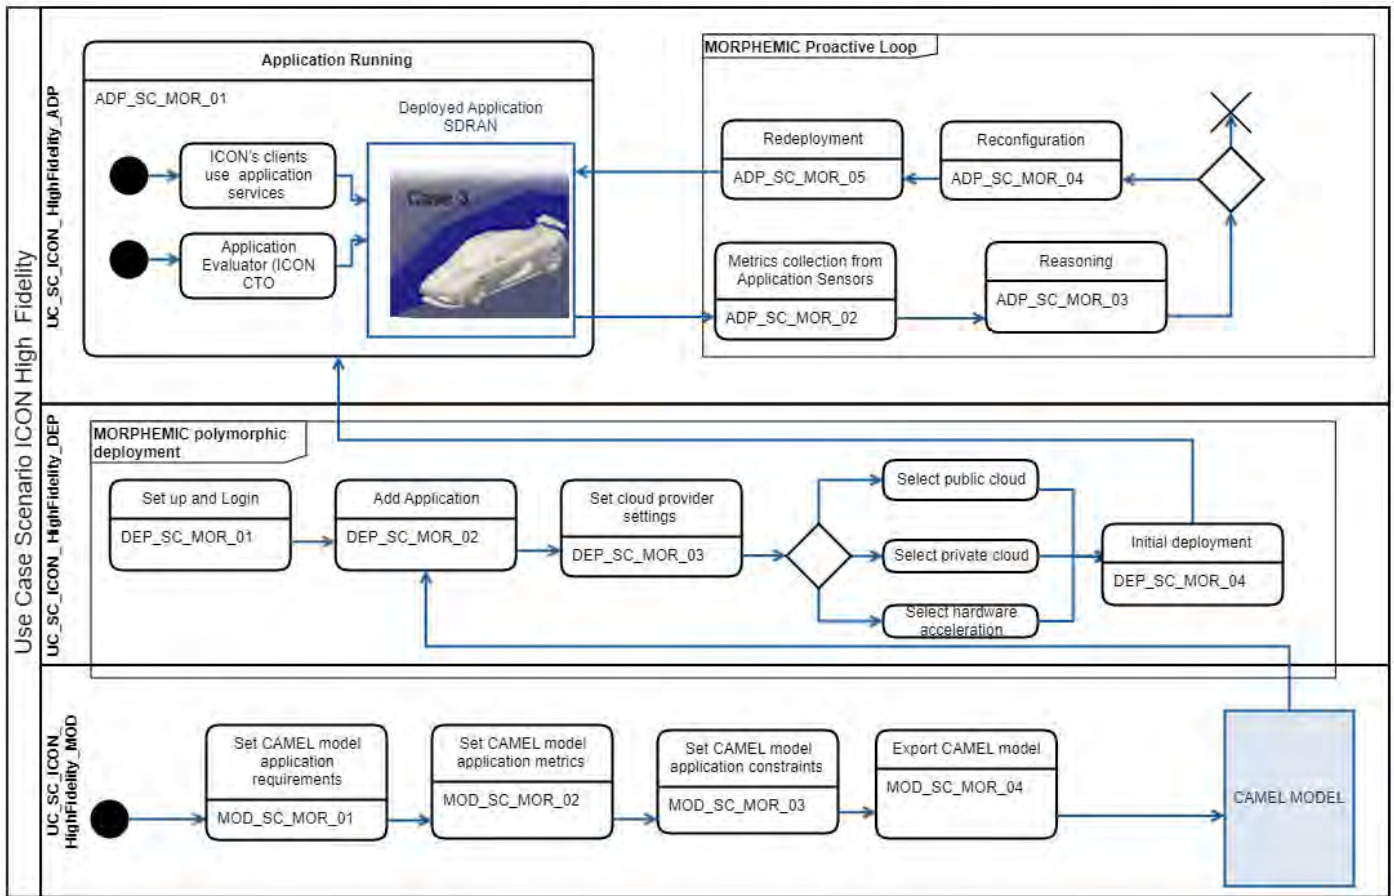 Use Case Scenario ICON High Fidelity
UC_SC_ICON_HighFidelity_ADP
Application Running
ADP_SC_MOR_01
ICON's clients
use application
services
Application
Evaluator (ICON
CTO
Deployed Application
SDRAN
Case 3
MORPHEMIC Proactive Loop
Redeployment
ADP_SC_MOR_05
Reconfiguration
ADP_SC_MOR_04
Metrics collection from
Application Sensors
ADP_SC_MOR_02
Reasoning
ADP_SC_MOR_03
UC_SC_ICON_HighFidelity_DEP
MORPHEMIC polymorphic
deployment
Set up and Login
DEP_SC_MOR_01
Add Application
DEP_SC_MOR_02
Set cloud provider
settings
DEP_SC_MOR_03
Select public cloud
Select private cloud
Select hardware
acceleration
Initial deployment
DEP_SC_MOR_04
UC_SC_ICON_
HighFidelity_MOD
Set CAMEL model
application
requirements
MOD_SC_MOR_01
Set CAMEL model
application metrics
MOD_SC_MOR_02
Set CAMEL model
application constraints
MOD_SC_MOR_03
Export CAMEL model
MOD_SC_MOR_04
CAMEL MODEL